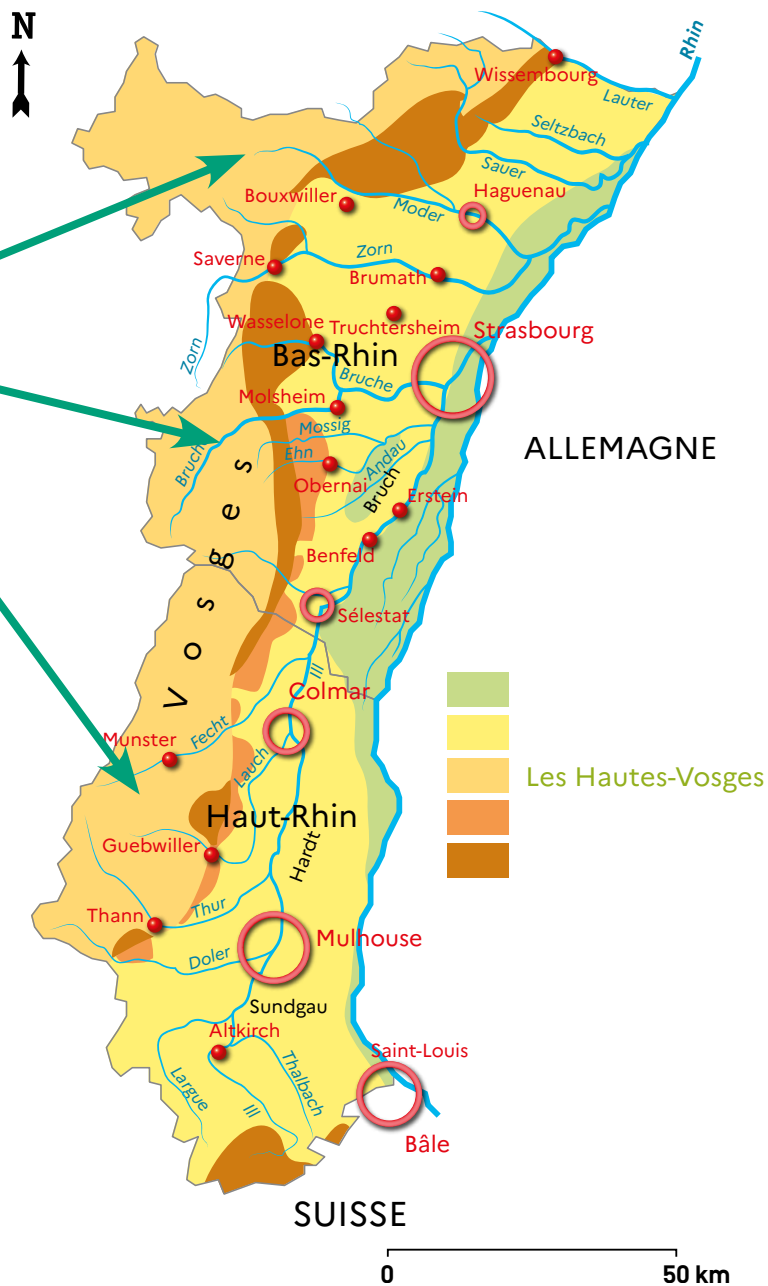 N
Rhin
Wissembourg
Lauter
Seltzbach
Sauer
Haguenau
Bouxwiller
Moder
Zorn
Saverne
Brumath
Truchtersheim
Wasselone
Strasbourg
Bas-Rhin
Zorn
Bruche
Molsheim
Mossig
Bruch
Ehn
Andau
ALLEMAGNE
Obernai
Bruch
Erstein
Benfeld
Vosges
Sélestat
Ill
Colmar
Fecht
Munster
Lauch
Les Hautes-Vosges
Haut-Rhin
Guebwiller
Hardt
Thur
Thann
Mulhouse
Doler
Sundgau
Altkirch
Saint-Louis
Largue
Ill
Thalbach
Bâle
SUISSE
0 50 km